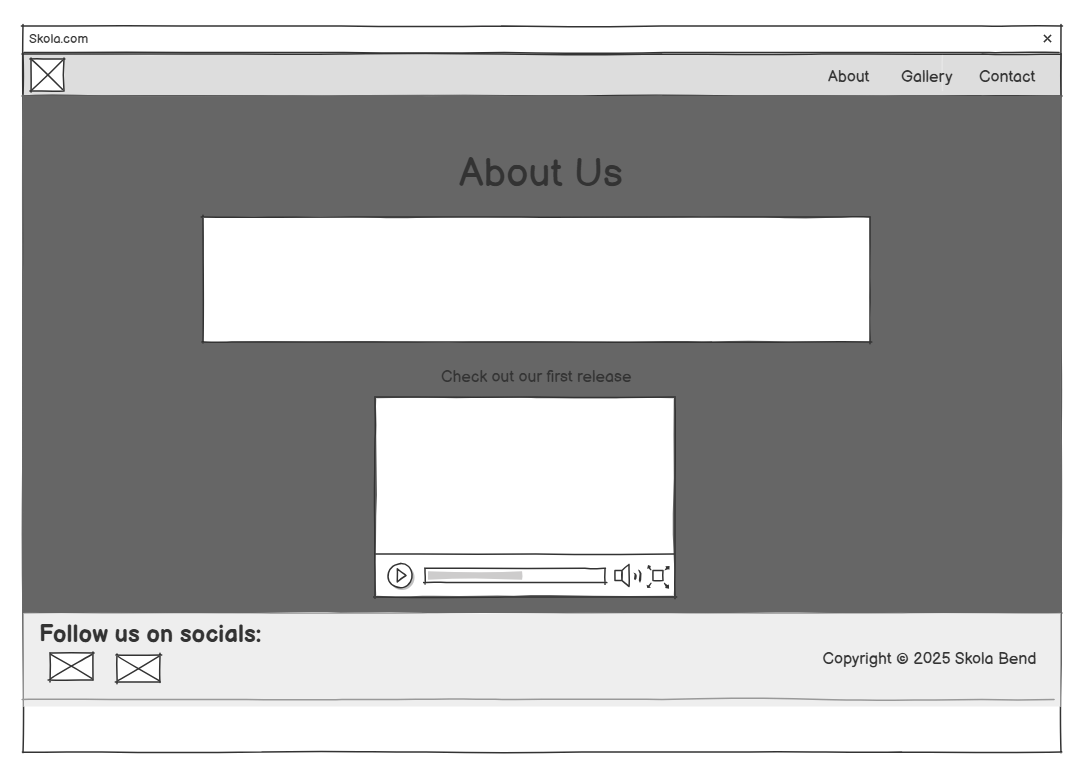 Skola.com
About Gallery Contact
About Us
Check out our first release
Follow us on socials:
Copyright © 2025 Skola Bend